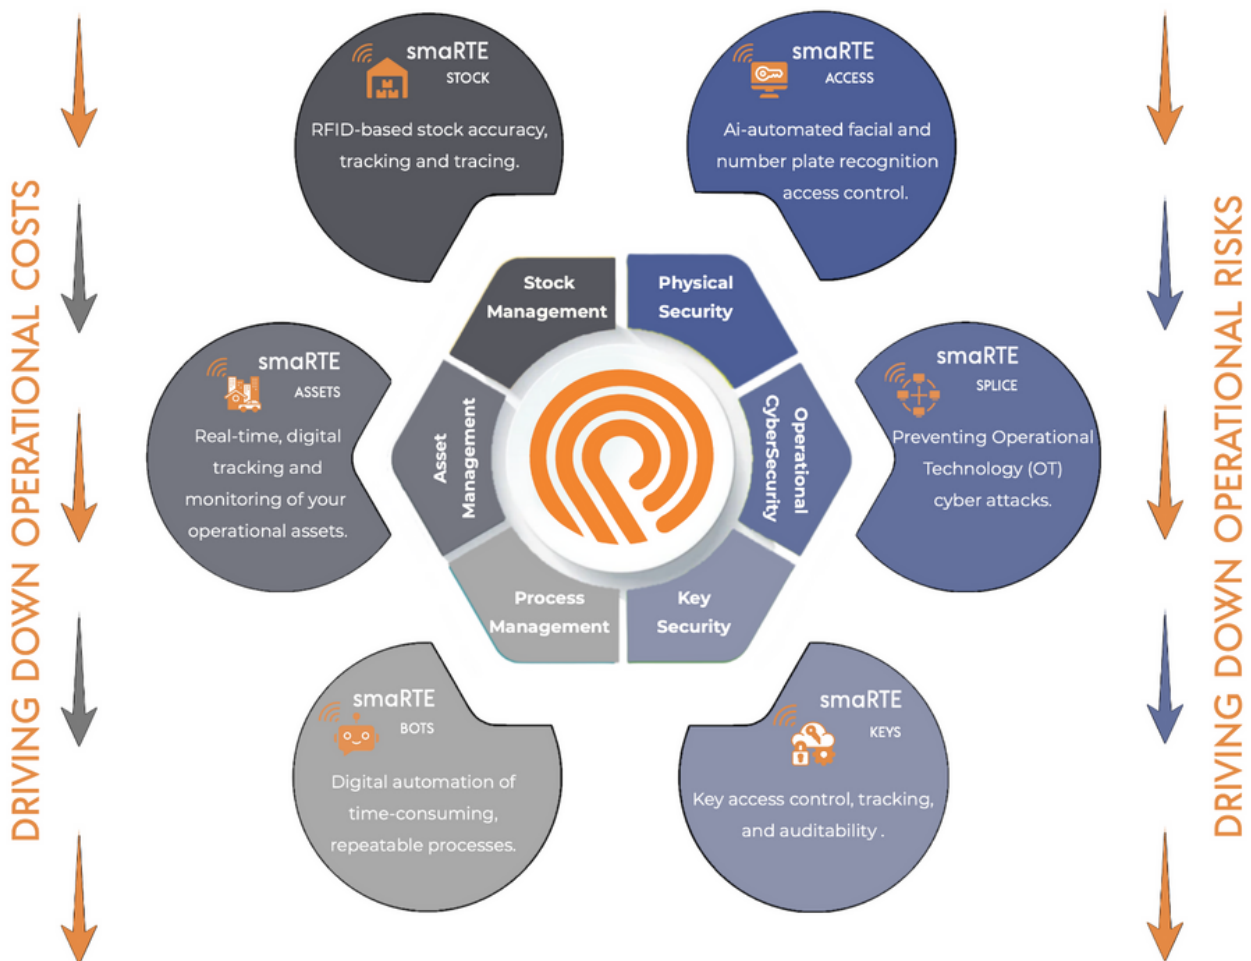 DRIVING DOWN OPERATIONAL COSTS
smaRTE
STOCK
RFID-based stock accuracy,
tracking and tracing.
smaRTE
ACCESS
Ai-automated facial and
number plate recognition
access control.
Stock
Management
Physical
Security
smaRTE
ASSETS
Real-time, digital
tracking and
monitoring of your
operational assets.
Asset
Management
Operational
CyberSecurity
smaRTE
SPLICE
Preventing Operational
Technology (OT)
cyber attacks.
Process
Management
Key
Security
smaRTE
BOTS
Digital automation of
time-consuming,
repeatable processes.
smaRTE
KEYS
Key access control, tracking,
and auditability .
DRIVING DOWN OPERATIONAL RISKS